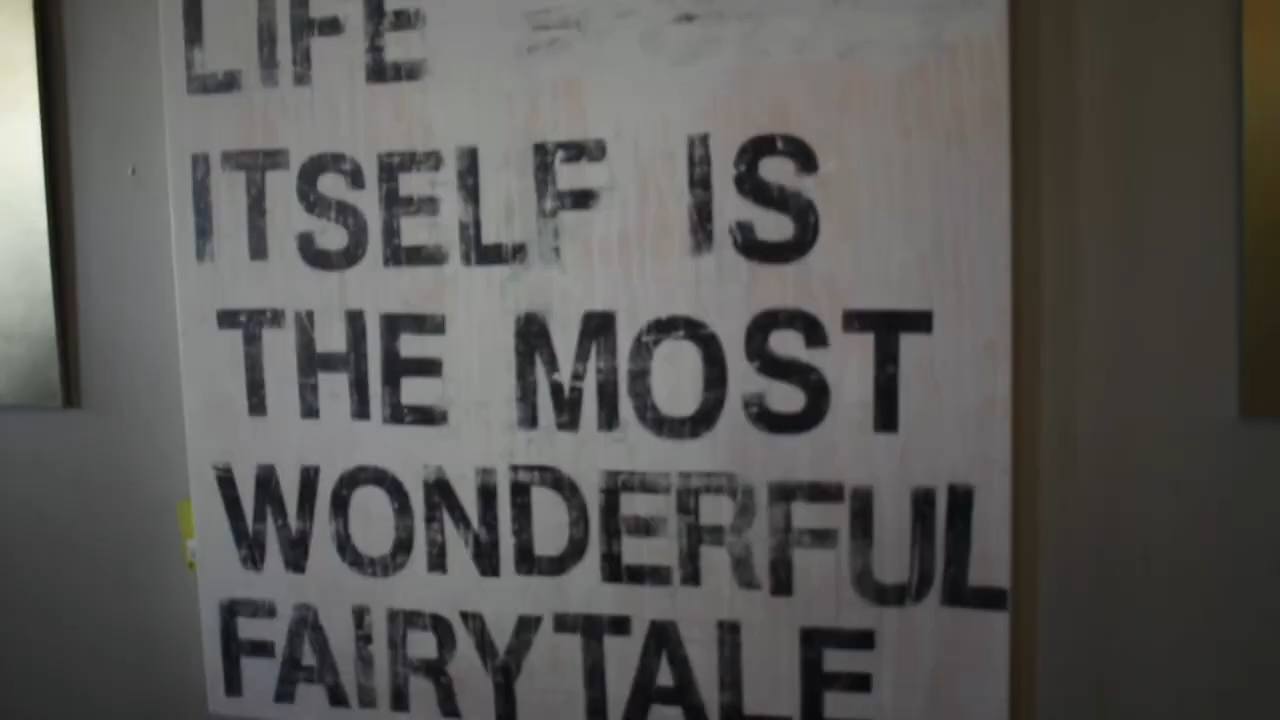 LIFE
ITSELF IS
THE MOST
WONDERFUL
FAIRYTALE